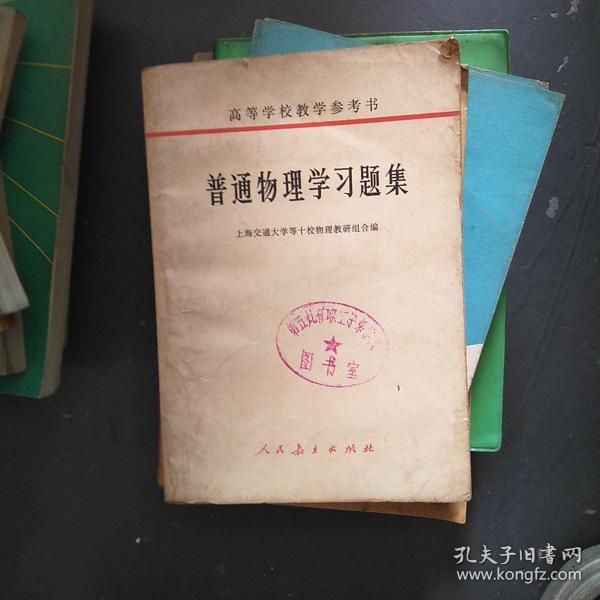 高等学校教学参考书
普通物理学习题集
上海交通大学等十校物理教研组合编
图书室
人民教育出版社
孔夫子旧书网
www.kongfz.com